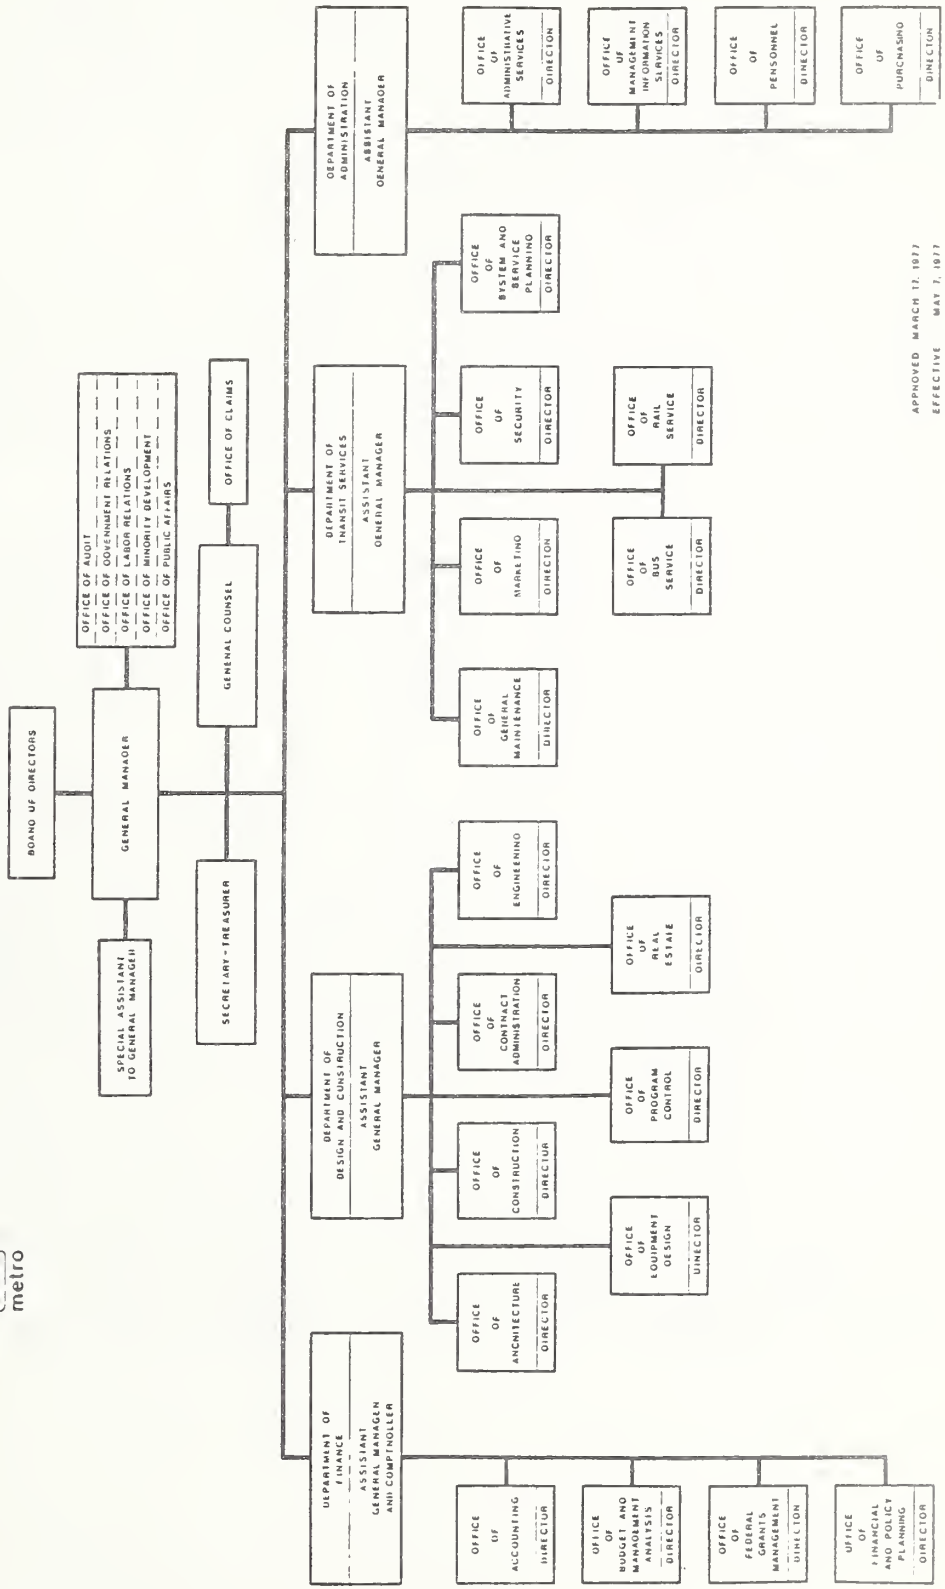 metro
BOARD OF DIRECTORS
SPECIAL ASSISTANT
TO GENERAL MANAGER
GENERAL MANAGER
OFFICE OF AUDIT
OFFICE OF GOVERNMENT RELATIONS
OFFICE OF LABOR RELATIONS
OFFICE OF MINORITY DEVELOPMENT
OFFICE OF PUBLIC AFFAIRS
SECRETARY-TREASURER
GENERAL COUNSEL
OFFICE OF CLAIMS
DEPARTMENT OF
FINANCE
ASSISTANT
GENERAL MANAGER
AND COMPTROLLER
OFFICE
OF
ACCOUNTING
DIRECTOR
OFFICE
OF
BUDGET AND
MANAGEMENT
ANALYSIS
DIRECTOR
OFFICE
OF
FEDERAL
GRANTS
MANAGEMENT
DIRECTOR
OFFICE
OF
FINANCIAL
AND POLICY
PLANNING
DIRECTOR
DEPARTMENT OF
DESIGN AND CONSTRUCTION
ASSISTANT
GENERAL MANAGER
OFFICE
OF
ARCHITECTURE
DIRECTOR
OFFICE
OF
CONSTRUCTION
DIRECTOR
OFFICE
OF
CONTRACT
ADMINISTRATION
DIRECTOR
OFFICE
OF
ENGINEERING
DIRECTOR
OFFICE
OF
EQUIPMENT
DESIGN
DIRECTOR
OFFICE
OF
PROGRAM
CONTROL
DIRECTOR
OFFICE
OF
REAL
ESTATE
DIRECTOR
DEPARTMENT OF
TRANSIT SERVICES
ASSISTANT
GENERAL MANAGER
OFFICE
OF
GENERAL
MAINTENANCE
DIRECTOR
OFFICE
OF
MARKETING
DIRECTOR
OFFICE
OF
SECURITY
DIRECTOR
OFFICE
OF
SYSTEM AND
SERVICE
PLANNING
DIRECTOR
OFFICE
OF
BUS
SERVICE
DIRECTOR
OFFICE
OF
RAIL
SERVICE
DIRECTOR
DEPARTMENT OF
ADMINISTRATION
ASSISTANT
GENERAL MANAGER
OFFICE
OF
ADMINISTRATIVE
SERVICES
DIRECTOR
OFFICE
OF
MANAGEMENT
INFORMATION
SERVICES
DIRECTOR
OFFICE
OF
PERSONNEL
DIRECTOR
OFFICE
OF
PURCHASING
DIRECTOR
APPROVED MARCH 17, 1977
EFFECTIVE MAY 7, 1977